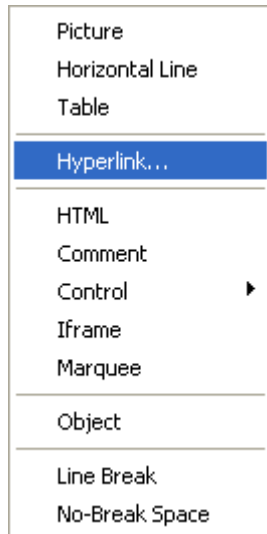 Picture
Horizontal Line
Table
Hyperlink...
HTML
Comment
Control
Iframe
Marquee
Object
Line Break
No-Break Space